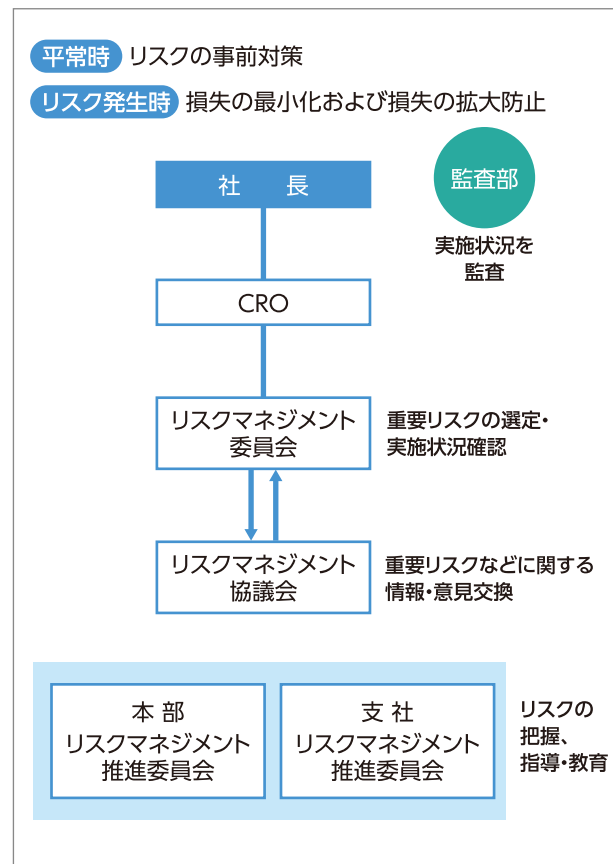 平常時 リスクの事前対策
リスク発生時 損失の最小化および損失の拡大防止
社 長
監査部
実施状況を
監査
CRO
リスクマネジメント
委員会
重要リスクの選定・
実施状況確認
リスクマネジメント
協議会
重要リスクなどに関する
情報・意見交換
本 部
リスクマネジメント
推進委員会
支 社
リスクマネジメント
推進委員会
リスクの
把握、
指導・教育